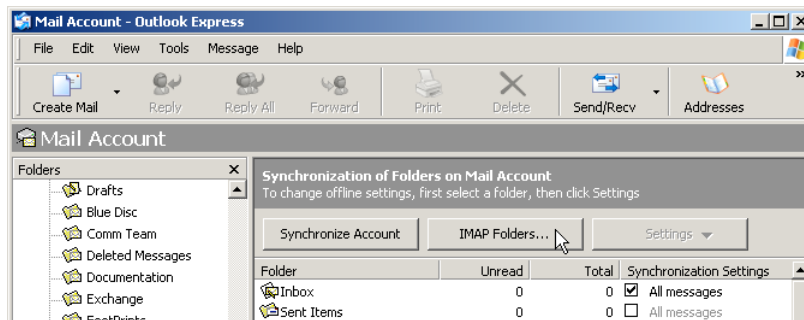 Mail Account - Outlook Express
File Edit View Tools Message Help
Create Mail Reply Reply All Forward Print Delete Send/Recv Addresses »
Mail Account
Folders x
Drafts
Blue Disc
Comm Team
Deleted Messages
Documentation
Exchange
FootPrints
Synchronization of Folders on Mail Account
To change offline settings, first select a folder, then click Settings
Synchronize Account IMAP Folders... Settings
Folder Unread Total Synchronization Settings
Inbox 0 0 All messages
Sent Items 0 0 All messages